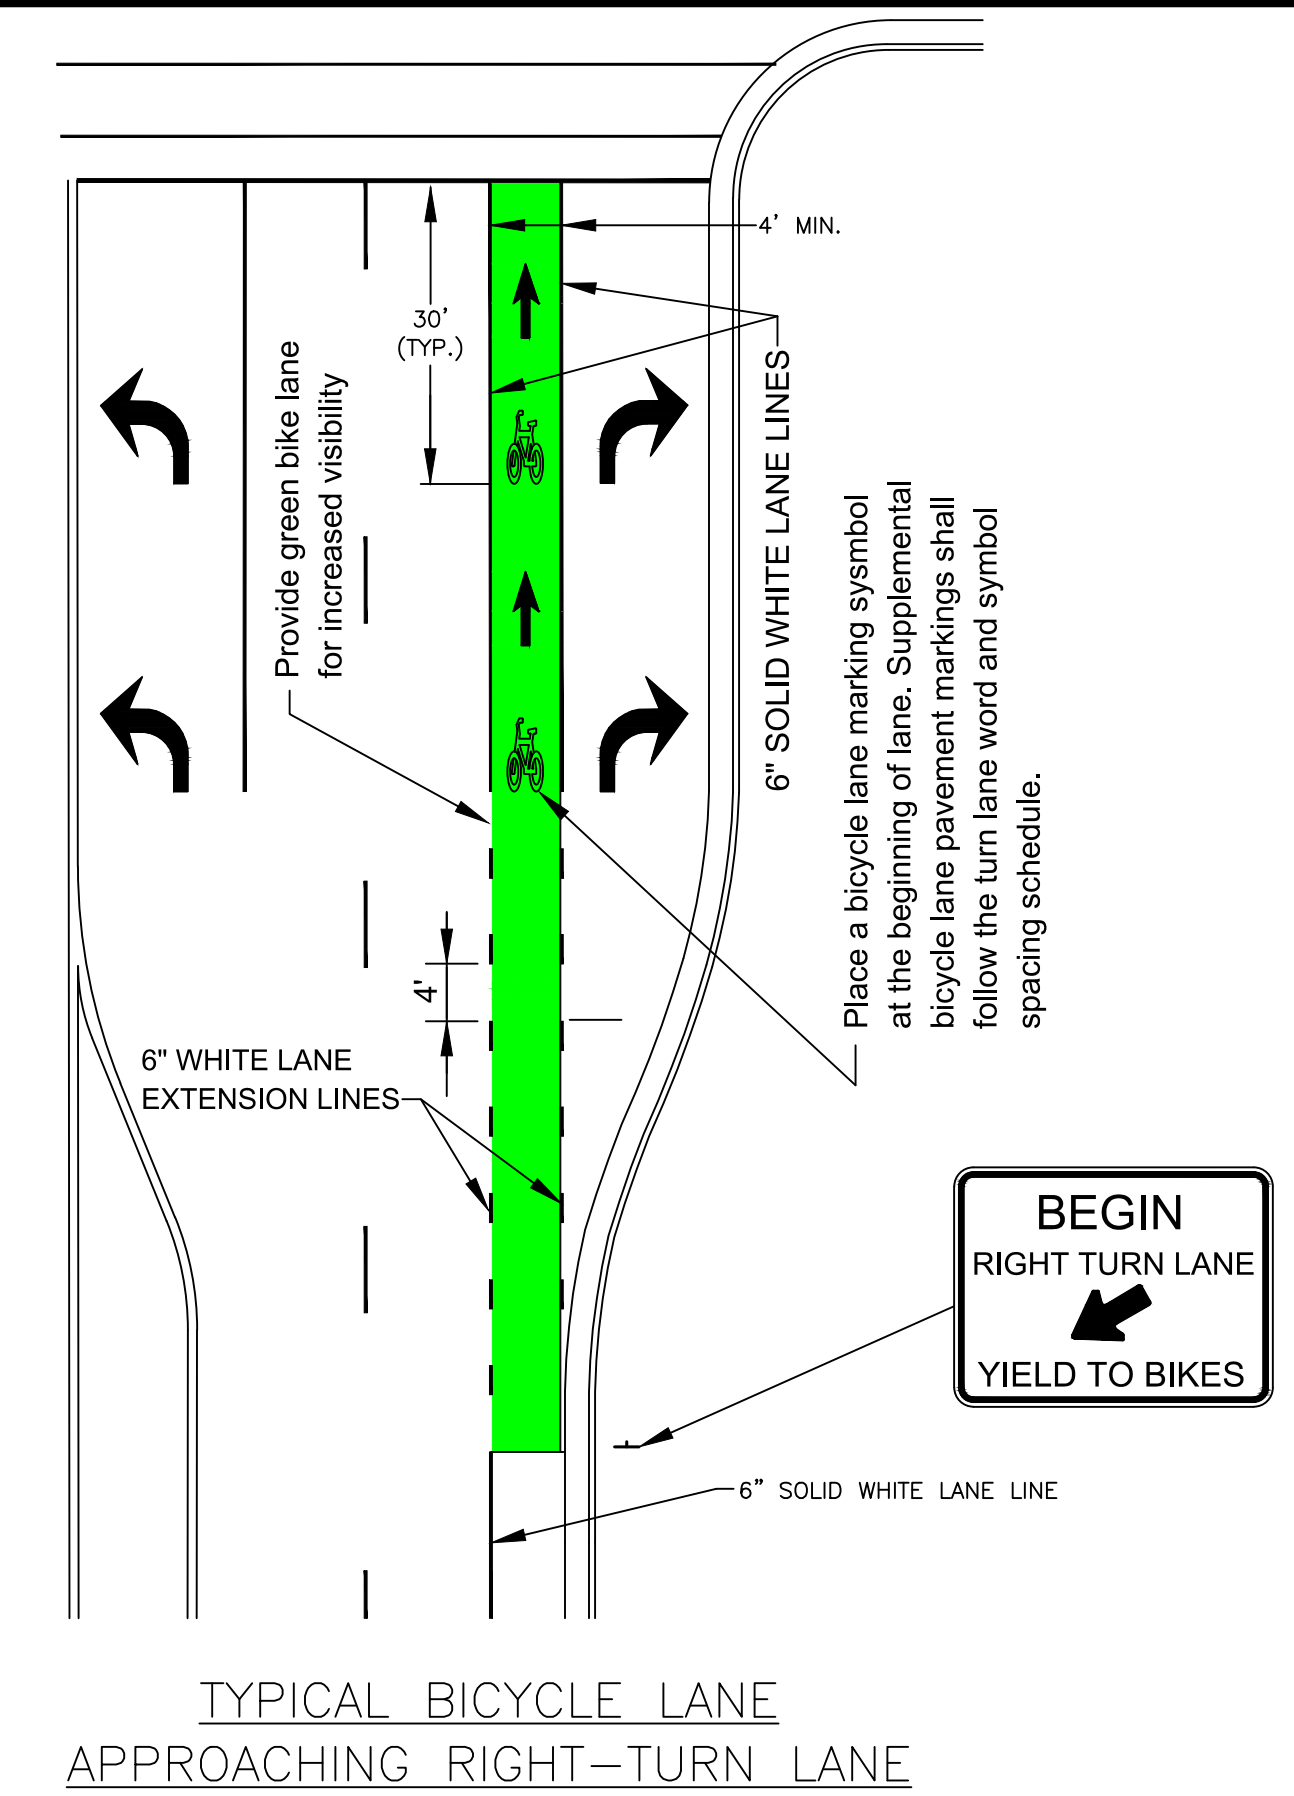 4' MIN.
30'
(TYP.)
Provide green bike lane
for increased visibility
6" SOLID WHITE LANE LINES
Place a bicycle lane marking sysmbol
at the beginning of lane. Supplemental
bicycle lane pavement markings shall
follow the turn lane word and symbol
spacing schedule.
4'
6" WHITE LANE
EXTENSION LINES
BEGIN
RIGHT TURN LANE
YIELD TO BIKES
6" SOLID WHITE LANE LINE
TYPICAL BICYCLE LANE
APPROACHING RIGHT-TURN LANE